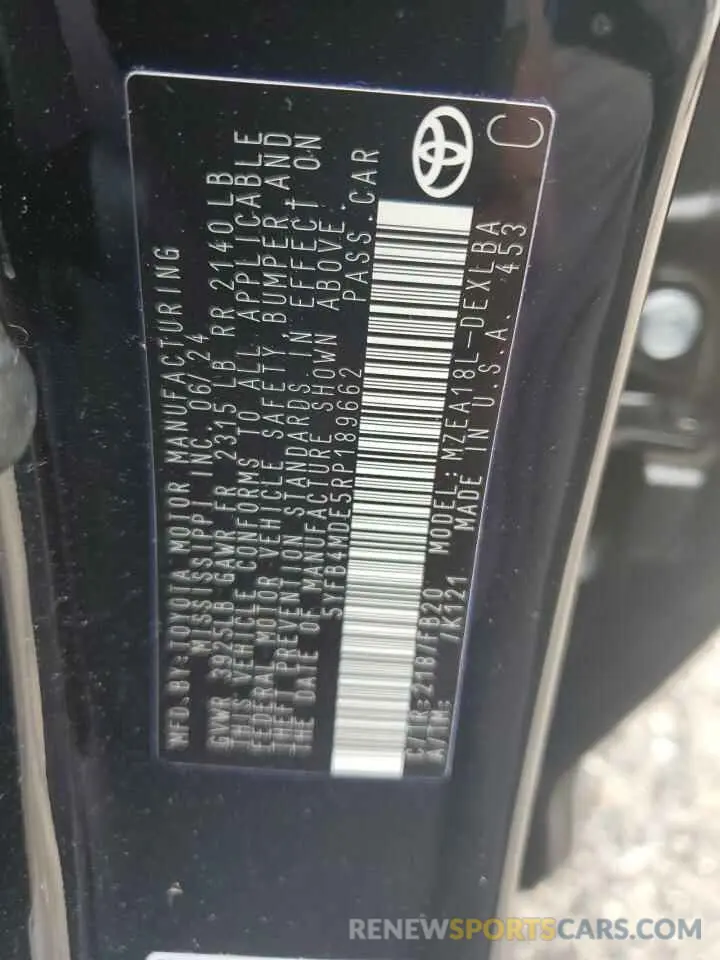 MFD. BY: TOYOTA MOTOR MANUFACTURING
MISSISSIPPI INC. 06/24
GVWR 3925LB GAWR FR 2315 LB RR 2140 LB
THIS VEHICLE CONFORMS TO ALL APPLICABLE
FEDERAL MOTOR VEHICLE SAFETY, BUMPER, AND
THEFT PREVENTION STANDARDS IN EFFECT ON
THE DATE OF MANUFACTURE SHOWN ABOVE.
5YFB4MDE5RP189662 PASS. CAR
C/TR: 2187/FB20 MODEL: MZEA18L-DEXLBA
A/TM: /K121 MADE IN U.S.A. 453
C
RENEWSPORTSCARS.COM